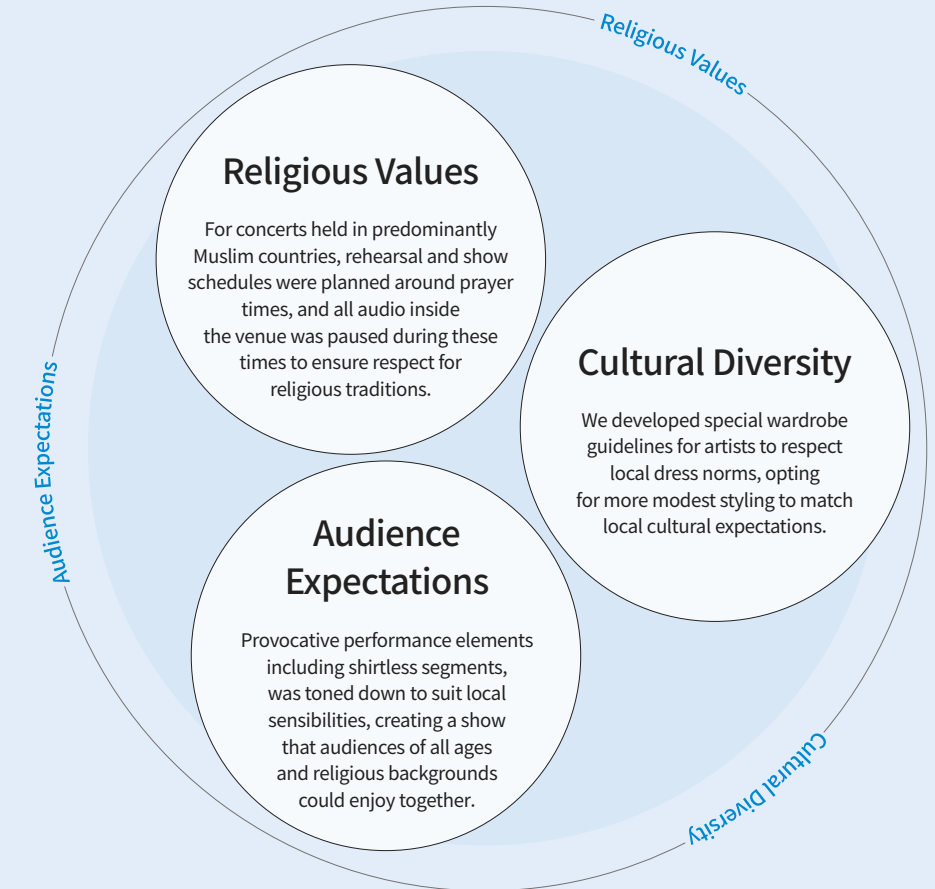 Religious Values
Religious Values
For concerts held in predominantly
Muslim countries, rehearsal and show
schedules were planned around prayer
times, and all audio inside
the venue was paused during these
times to ensure respect for
religious traditions.
Cultural Diversity
We developed special wardrobe
guidelines for artists to respect
local dress norms, opting
for more modest styling to match
local cultural expectations.
Audience Expectations
Audience
Expectations
Provocative performance elements
including shirtless segments,
was toned down to suit local
sensibilities, creating a show
that audiences of all ages
and religious backgrounds
could enjoy together.
Cultural Diversity